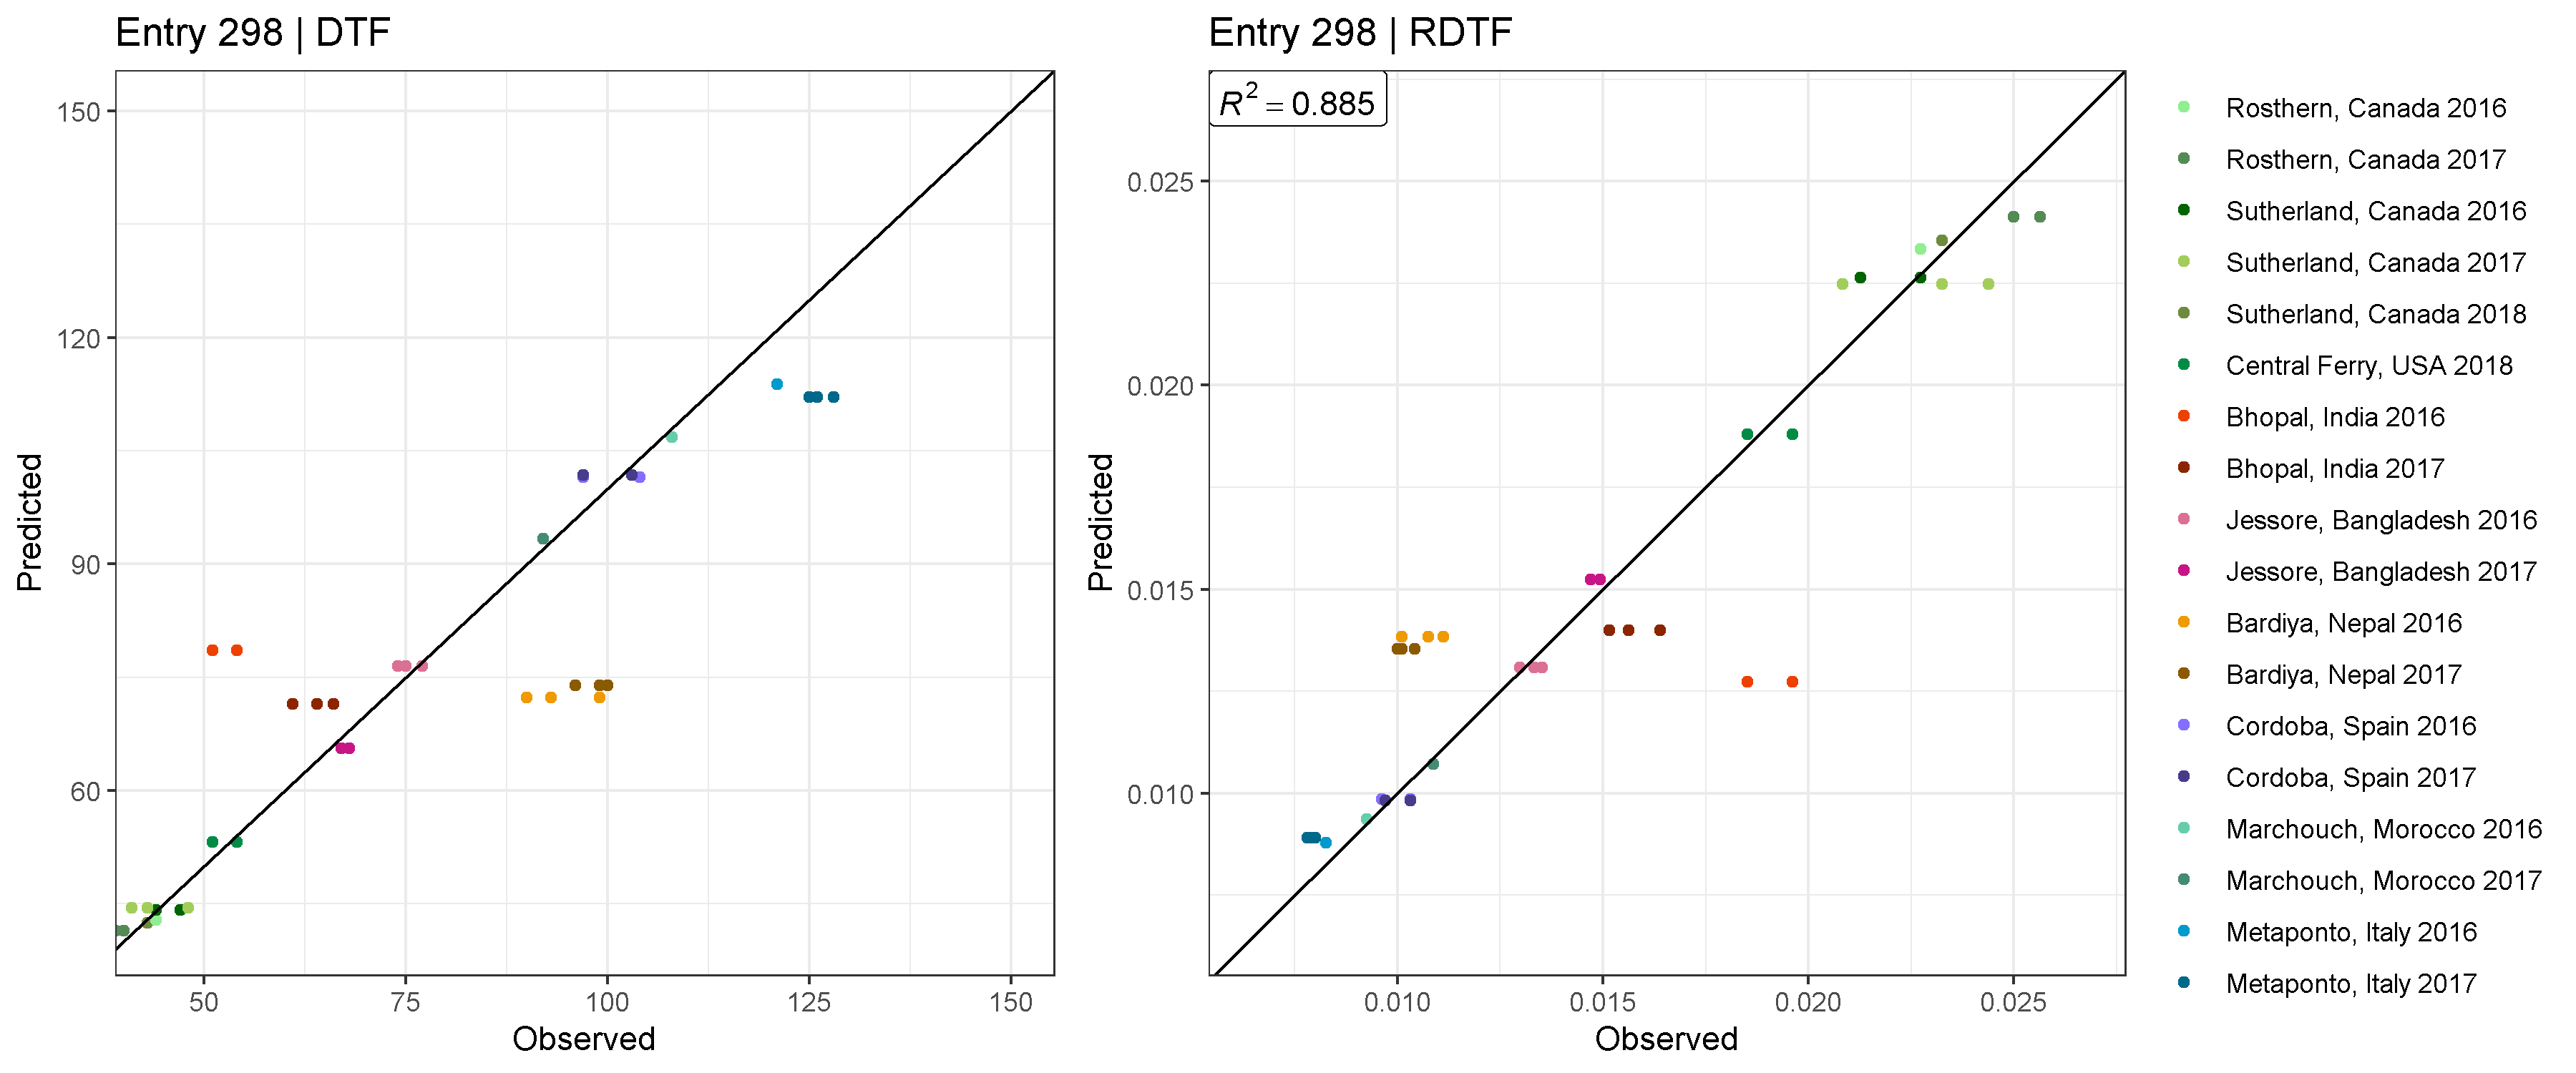 Entry 298 | DTF
150
120
90
60
50
75
100
125
150
Observed
Predicted
Entry 298 | RDTF
R² = 0.885
0.025
0.020
0.015
0.010
0.010
0.015
0.020
0.025
Observed
Predicted
Rosthern, Canada 2016
Rosthern, Canada 2017
Sutherland, Canada 2016
Sutherland, Canada 2017
Sutherland, Canada 2018
Central Ferry, USA 2018
Bhopal, India 2016
Bhopal, India 2017
Jessore, Bangladesh 2016
Jessore, Bangladesh 2017
Bardiya, Nepal 2016
Bardiya, Nepal 2017
Cordoba, Spain 2016
Cordoba, Spain 2017
Marchouch, Morocco 2016
Marchouch, Morocco 2017
Metaponto, Italy 2016
Metaponto, Italy 2017